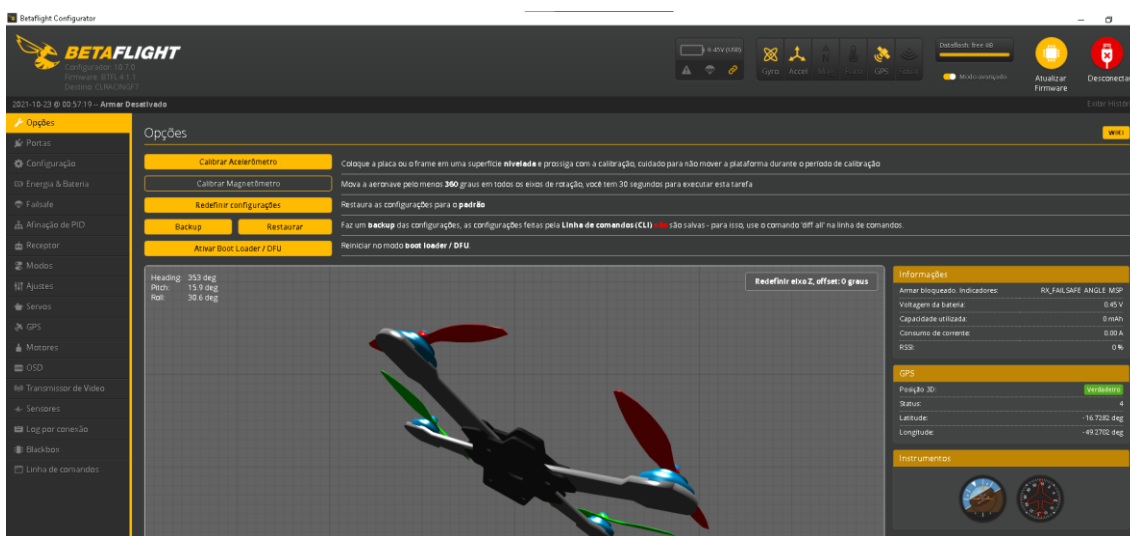 Betaflight Configurator
BETAFLIGHT
Configurador: 10.7.0
Firmware: BTFL 4.1.1
Destino: CLRACINGF7
0.45V (USB)
Gyro Accel GPS
Dataflash: free 0B
Modo avançado
Atualizar Firmware
Desconectar
2021-10-23 @ 00:57:19 -- Armar Desativado
Exibir Histór
Opções
Portas
Configuração
Energia & Bateria
Failsafe
Afinação de PID
Receptor
Modos
Ajustes
Servos
GPS
Motores
OSD
Transmissor de Vídeo
Sensores
Log por conexão
Blackbox
Linha de comandos
Opções
WIKI
Calibrar Acelerômetro
Coloque a placa ou o frame em uma superfície nivelada e prossiga com a calibração, cuidado para não mover a plataforma durante o período de calibração
Calibrar Magnetômetro
Mova a aeronave pelo menos 360 graus em todos os eixos de rotação, você tem 30 segundos para executar esta tarefa
Redefinir configurações
Restaura as configurações para o padrão
Backup
Restaurar
Faz um backup das configurações, as configurações feitas pela Linha de comandos (CLI) não são salvas - para isso, use o comando 'diff all' na linha de comandos.
Ativar Boot Loader / DFU
Reiniciar no modo boot loader / DFU.
Heading: 353 deg
Pitch: 15.9 deg
Roll: 30.6 deg
Redefinir eixo Z, offset: 0 graus
Informações
Armar bloqueado. Indicadores: RX_FAILSAFE ANGLE MSP
Voltagem da bateria: 0.45 V
Capacidade utilizada: 0 mAh
Consumo de corrente: 0.00 A
RSSI: 0 %
GPS
Posição 3D: Verdadeiro
Status: 4
Latitude: -16.7282 deg
Longitude: -49.2702 deg
Instrumentos